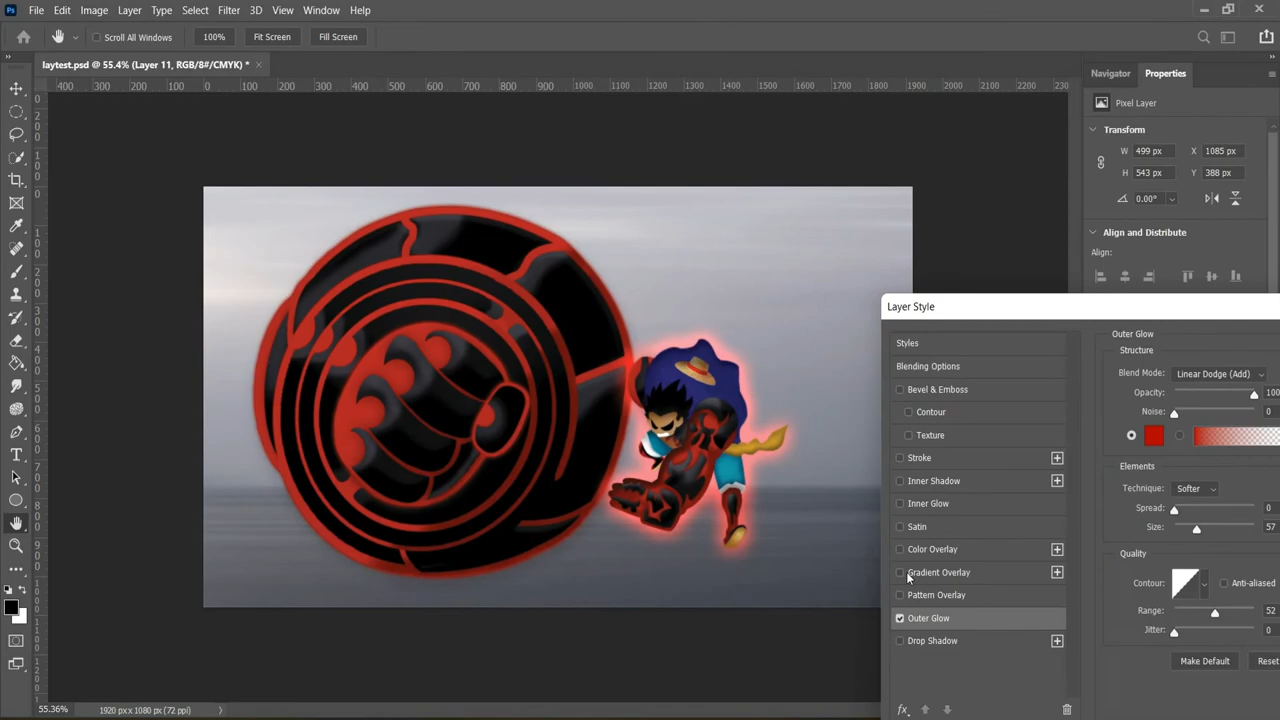 Ps File Edit Image Layer Type Select Filter 3D View Window Help
Scroll All Windows 100% Fit Screen Fill Screen
laytest.psd @ 55.4% (Layer 11, RGB/8#/CMYK) *
Navigator Properties
400 300 200 100 0 100 200 300 400 500 600 700 800 900 1000 1100 1200 1300 1400 1500 1600 1700 1800 1900 2000 2100 2200 230
Pixel Layer
Transform
W 499 px X 1085 px
H 543 px Y 388 px
0.00°
Align and Distribute
Align:
Layer Style
Styles
Blending Options
Bevel & Emboss
Contour
Texture
Stroke
Inner Shadow
Inner Glow
Satin
Color Overlay
Gradient Overlay
Pattern Overlay
Outer Glow
Drop Shadow
fx
Outer Glow
Structure
Blend Mode: Linear Dodge (Add)
Opacity: 100
Noise: 0
Elements
Technique: Softer
Spread: 0
Size: 57
Quality
Contour: Anti-aliased
Range: 52
Jitter: 0
Make Default Reset
55.36% 1920 px x 1080 px (72 ppi)